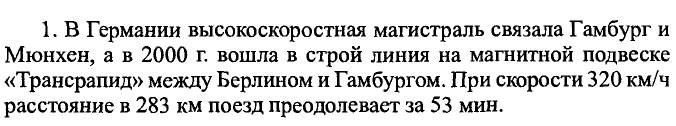 1. В Германии высокоскоростная магистраль связала Гамбург и
Мюнхен, а в 2000 г. вошла в строй линия на магнитной подвеске
«Трансрапид» между Берлином и Гамбургом. При скорости 320 км/ч
расстояние в 283 км поезд преодолевает за 53 мин.